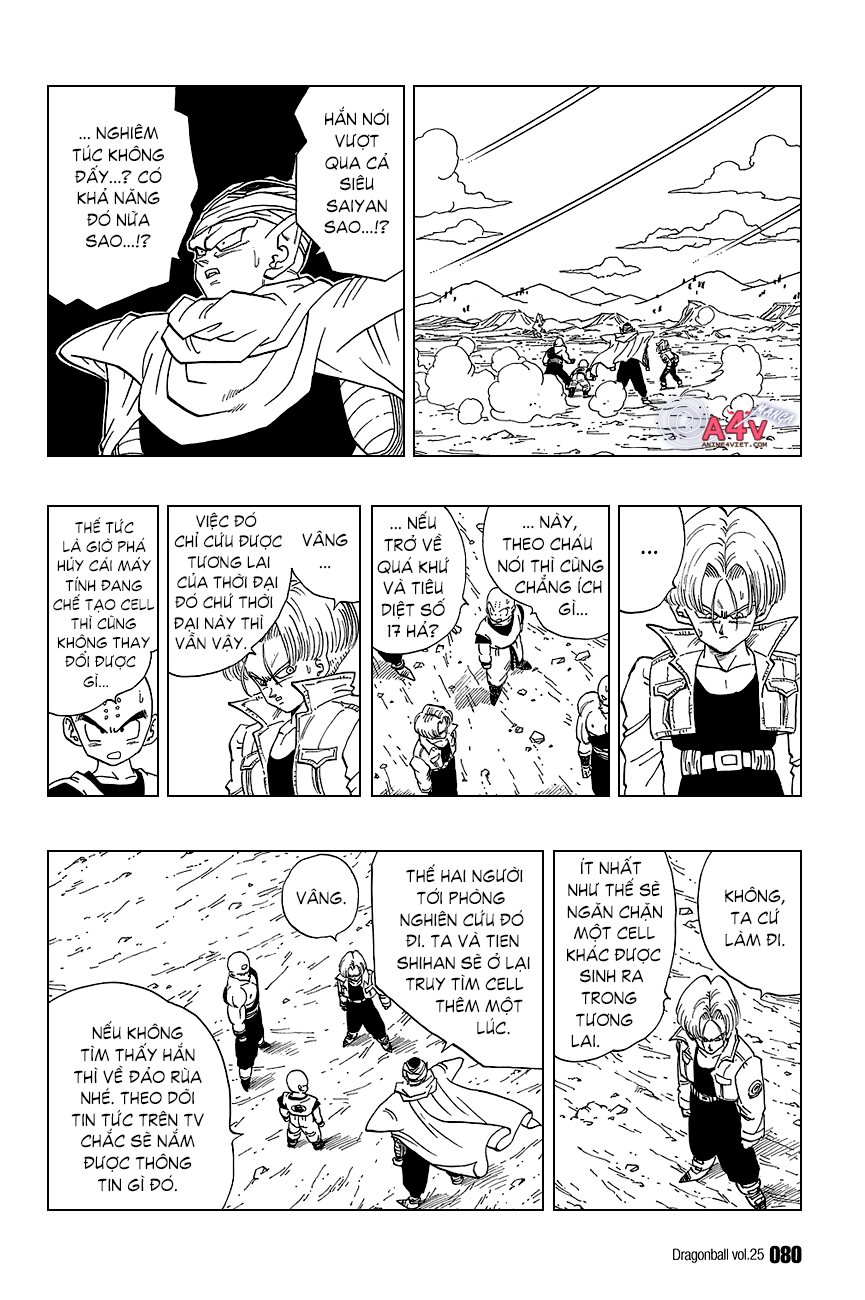 HẮN NÓI
VƯỢT
QUA CẢ
SIÊU
SAIYAN
SAO...!?
... NGHIÊM
TÚC KHÔNG
ĐẤY...? CÓ
KHẢ NĂNG
ĐÓ NỮA
SAO...!?
MANGA
A4V
ANIME4VIET.COM
...
... NÀY,
THEO CHÁU
NÓI THÌ CŨNG
CHẲNG ÍCH
GÌ...
... NẾU
TRỞ VỀ
QUÁ KHỨ
VÀ TIÊU
DIỆT SỐ
17 HẢ?
VÂNG
...
VIỆC ĐÓ
CHỈ CỨU ĐƯỢC
TƯƠNG LAI
CỦA THỜI ĐẠI
ĐÓ CHỨ THỜI
ĐẠI NÀY THÌ
VẪN VẬY.
THẾ TỨC
LÀ GIỜ PHÁ
HỦY CÁI MÁY
TÍNH ĐANG
CHẾ TẠO CELL
THÌ CŨNG
KHÔNG THAY
ĐỔI ĐƯỢC
GÌ...
KHÔNG,
TA CỨ
LÀM ĐI.
ÍT NHẤT
NHƯ THẾ SẼ
NGĂN CHẶN
MỘT CELL
KHÁC ĐƯỢC
SINH RA
TRONG
TƯƠNG
LAI.
THẾ HAI NGƯỜI
TỚI PHÒNG
NGHIÊN CỨU ĐÓ
ĐI. TA VÀ TIEN
SHIHAN SẼ Ở LẠI
TRUY TÌM CELL
THÊM MỘT
LÚC.
VÂNG.
NẾU KHÔNG
TÌM THẤY HẮN
THÌ VỀ ĐẢO RÙA
NHÉ. THEO DÕI
TIN TỨC TRÊN TV
CHẮC SẼ NẮM
ĐƯỢC THÔNG
TIN GÌ ĐÓ.
Dragonball vol.25 080